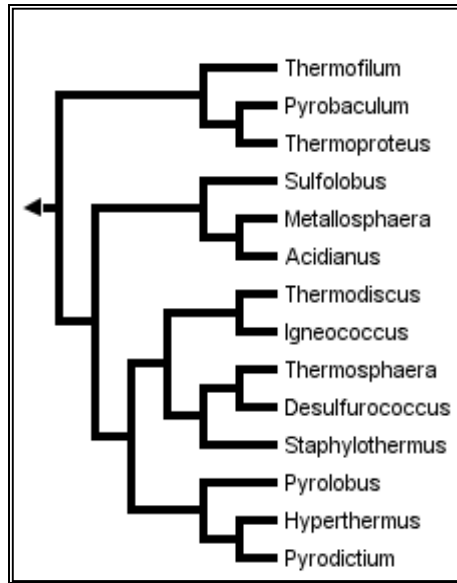 Thermofilum
Pyrobaculum
Thermoproteus
Sulfolobus
Metallosphaera
Acidianus
Thermodiscus
Igneococcus
Thermosphaera
Desulfurococcus
Staphylothermus
Pyrolobus
Hyperthermus
Pyrodictium